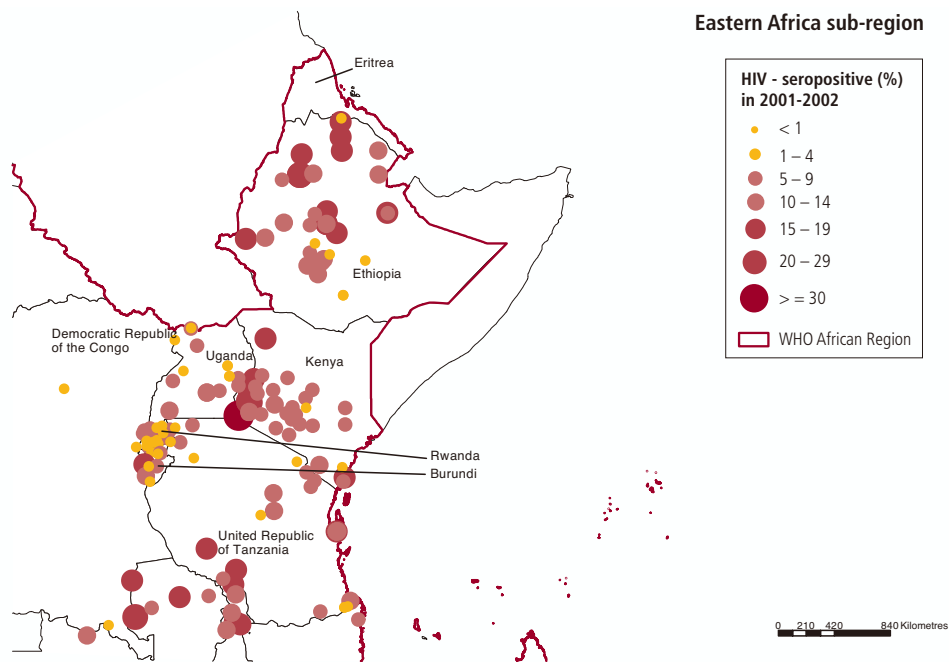 Eastern Africa sub-region
HIV - seropositive (%)
in 2001-2002
< 1
1 – 4
5 – 9
10 – 14
15 – 19
20 – 29
> = 30
WHO African Region
Eritrea
Ethiopia
Democratic Republic
of the Congo
Uganda
Kenya
Rwanda
Burundi
United Republic
of Tanzania
0 210 420 840 Kilometres